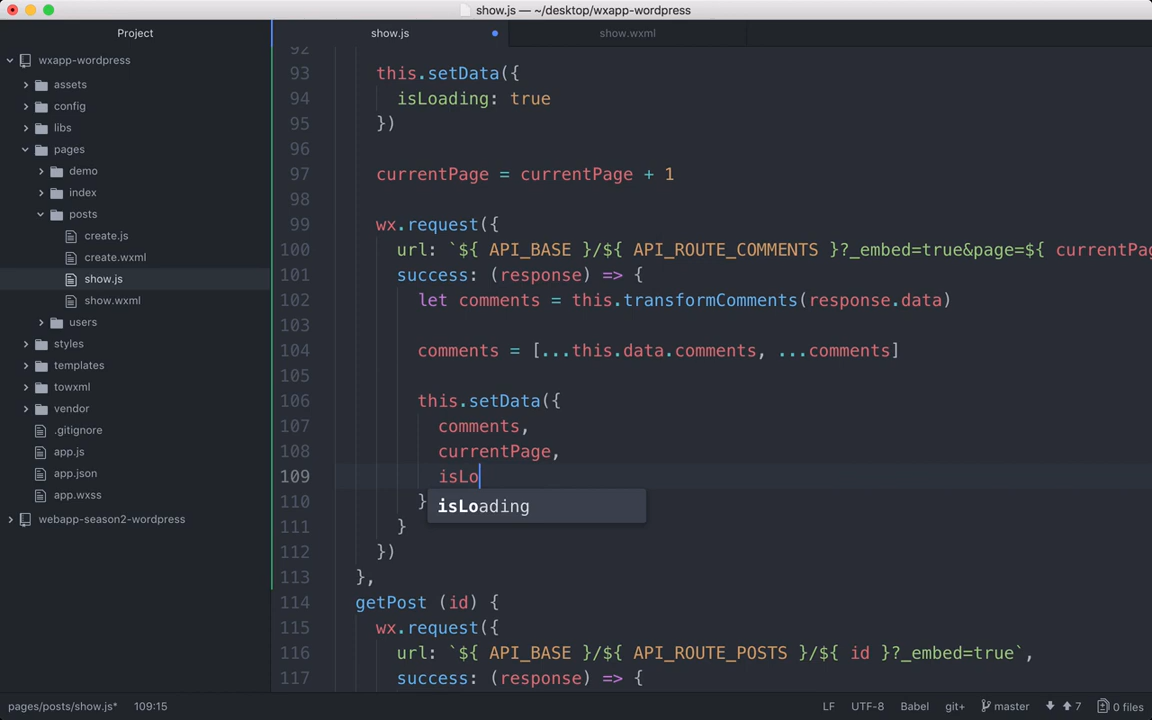 show.js — ~/desktop/wxapp-wordpress
Project
show.js
show.wxml
wxapp-wordpress
assets
config
libs
pages
demo
index
posts
create.js
create.wxml
show.js
show.wxml
users
styles
templates
towxml
vendor
.gitignore
app.js
app.json
app.wxss
webapp-season2-wordpress
92
93 this.setData({
94 isLoading: true
95 })
96
97 currentPage = currentPage + 1
98
99 wx.request({
100 url: `${ API_BASE }/${ API_ROUTE_COMMENTS }?_embed=true&page=${ currentPag
101 success: (response) => {
102 let comments = this.transformComments(response.data)
103
104 comments = [...this.data.comments, ...comments]
105
106 this.setData({
107 comments,
108 currentPage,
109 isLo
isLoading
110 }
111 }
112 })
113 },
114 getPost (id) {
115 wx.request({
116 url: `${ API_BASE }/${ API_ROUTE_POSTS }/${ id }?_embed=true`,
117 success: (response) => {
pages/posts/show.js* 109:15 LF UTF-8 Babel git+ master 7 0 files